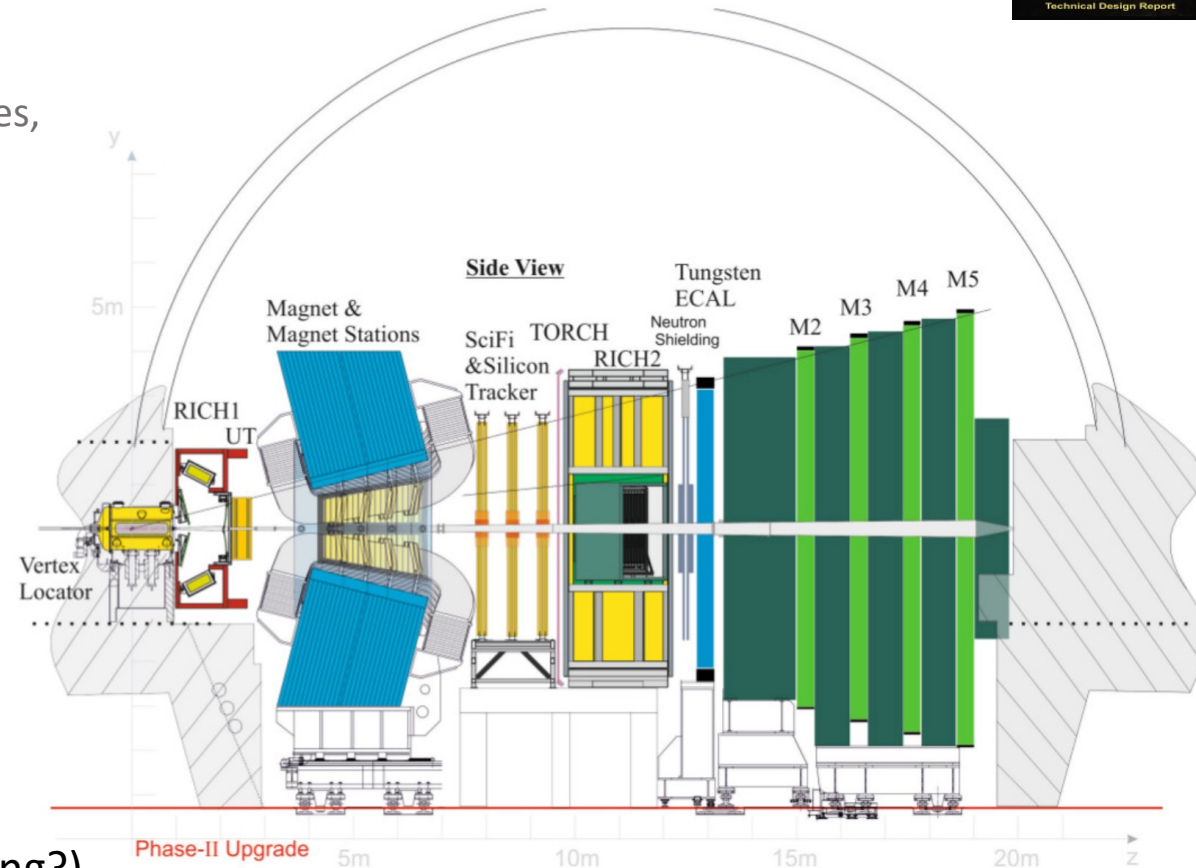 Technical Design Report
es,
y
Side View
Tungsten
ECAL
5m
Magnet &
Magnet Stations
SciFi
&Silicon
Tracker
TORCH
RICH2
Neutron
Shielding
M2
M3
M4
M5
RICH1
UT
Vertex
Locator
Phase-II Upgrade
5m
10m
15m
20m
z
ng?)